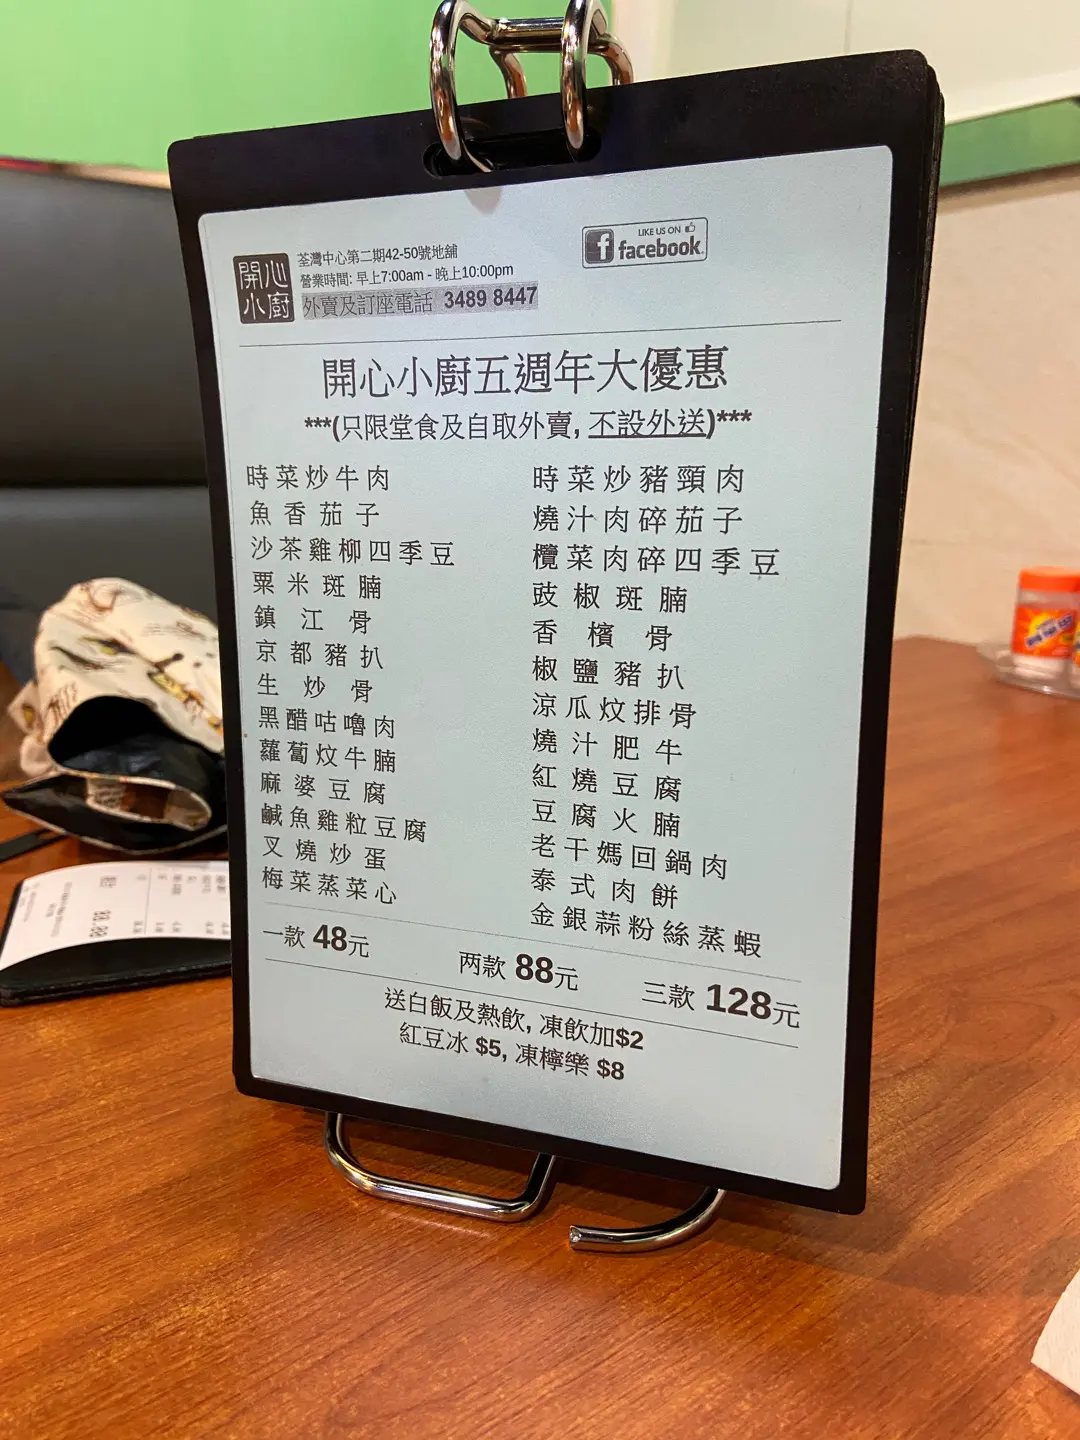 開心
小廚
荃灣中心第二期42-50號地舖
營業時間: 早上7:00am - 晚上10:00pm
外賣及訂座電話 3489 8447
LIKE US ON
facebook.
開心小廚五週年大優惠
***(只限堂食及自取外賣, 不設外送)***
時菜炒牛肉
魚香茄子
沙茶雞柳四季豆
粟米斑腩
鎮江骨
京都豬扒
生炒骨
黑醋咕嚕肉
蘿蔔炆牛腩
麻婆豆腐
鹹魚雞粒豆腐
叉燒炒蛋
梅菜蒸菜心
時菜炒豬頸肉
燒汁肉碎茄子
欖菜肉碎四季豆
豉椒斑腩
香檳骨
椒鹽豬扒
涼瓜炆排骨
燒汁肥牛
紅燒豆腐
豆腐火腩
老干媽回鍋肉
泰式肉餅
金銀蒜粉絲蒸蝦
一款 48元
两款 88元
三款 128元
送白飯及熱飲, 凍飲加$2
紅豆冰 $5, 凍檸樂 $8